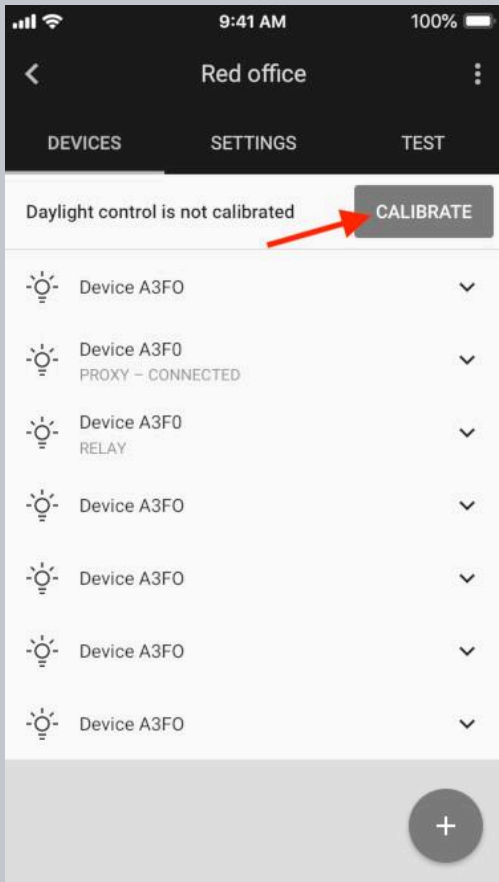 9:41 AM
100%
Red office
DEVICES
SETTINGS
TEST
Daylight control is not calibrated
CALIBRATE
Device A3FO
Device A3F0
PROXY – CONNECTED
Device A3F0
RELAY
Device A3FO
Device A3FO
Device A3FO
Device A3FO